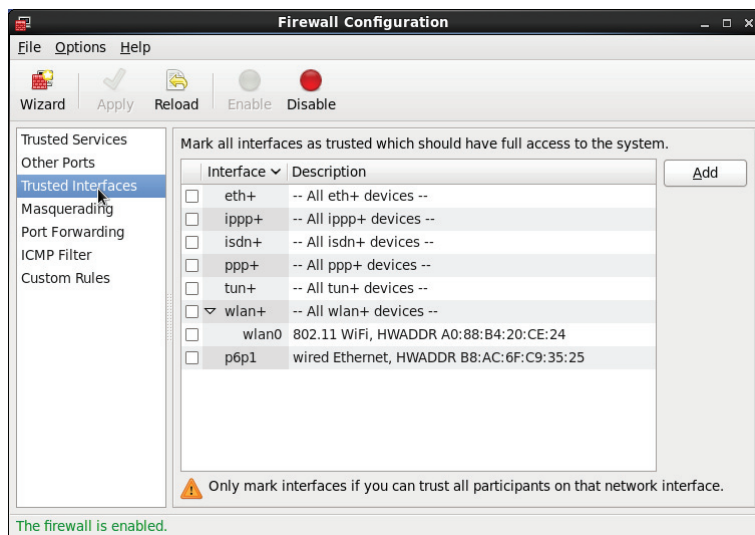 Firewall Configuration
File Options Help
Wizard Apply Reload Enable Disable
Trusted Services
Other Ports
Trusted Interfaces
Masquerading
Port Forwarding
ICMP Filter
Custom Rules
Mark all interfaces as trusted which should have full access to the system.
Interface Description
eth+ -- All eth+ devices --
ippp+ -- All ippp+ devices --
isdn+ -- All isdn+ devices --
ppp+ -- All ppp+ devices --
tun+ -- All tun+ devices --
wlan+ -- All wlan+ devices --
wlan0 802.11 WiFi, HWADDR A0:88:B4:20:CE:24
p6p1 wired Ethernet, HWADDR B8:AC:6F:C9:35:25
Add
Only mark interfaces if you can trust all participants on that network interface.
The firewall is enabled.